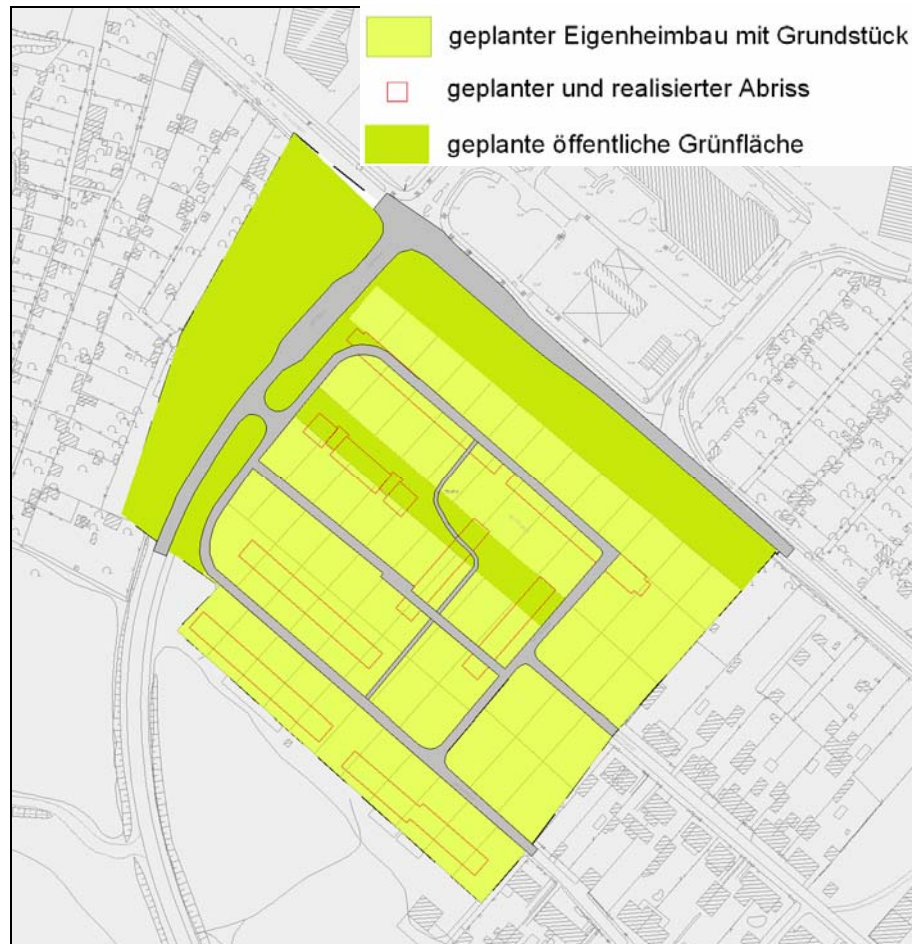 geplanter Eigenheimbau mit Grundstück
geplanter und realisierter Abriss
geplante öffentliche Grünfläche